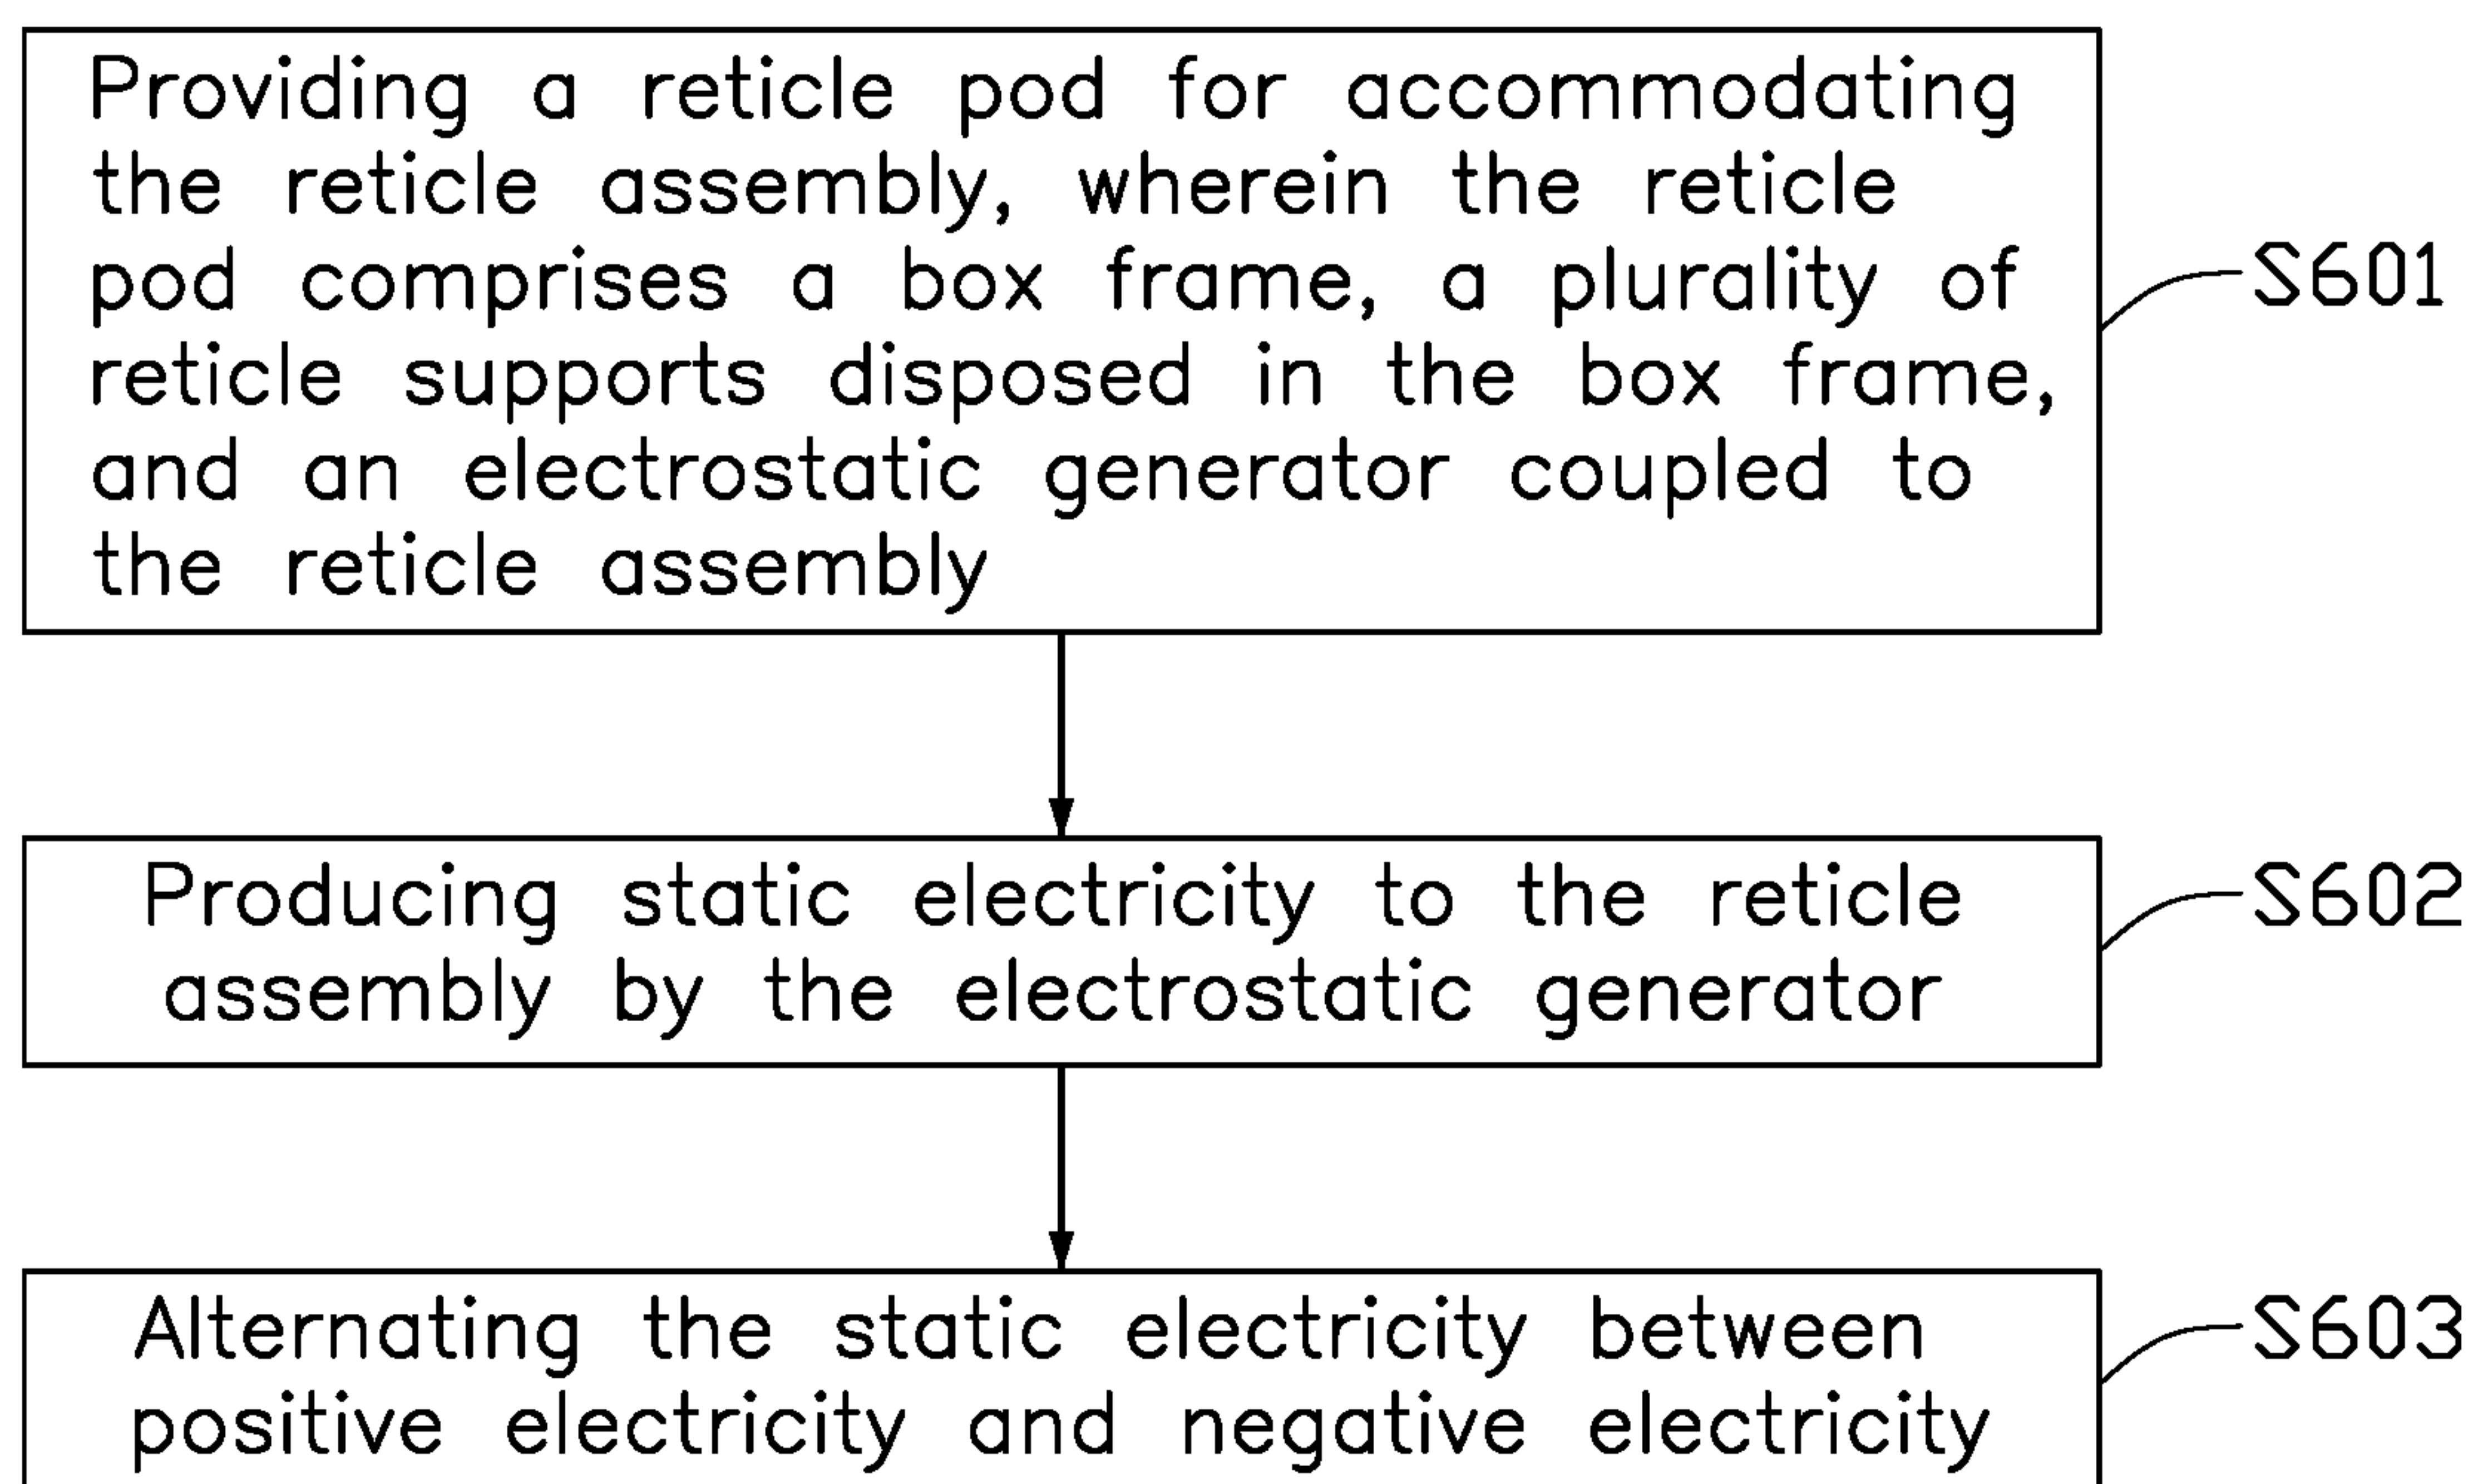 Providing a reticle pod for accommodating
the reticle assembly, wherein the reticle
pod comprises a box frame, a plurality of
reticle supports disposed in the box frame,
and an electrostatic generator coupled to
the reticle assembly
S601
Producing static electricity to the reticle
assembly by the electrostatic generator
S602
Alternating the static electricity between
positive electricity and negative electricity
S603